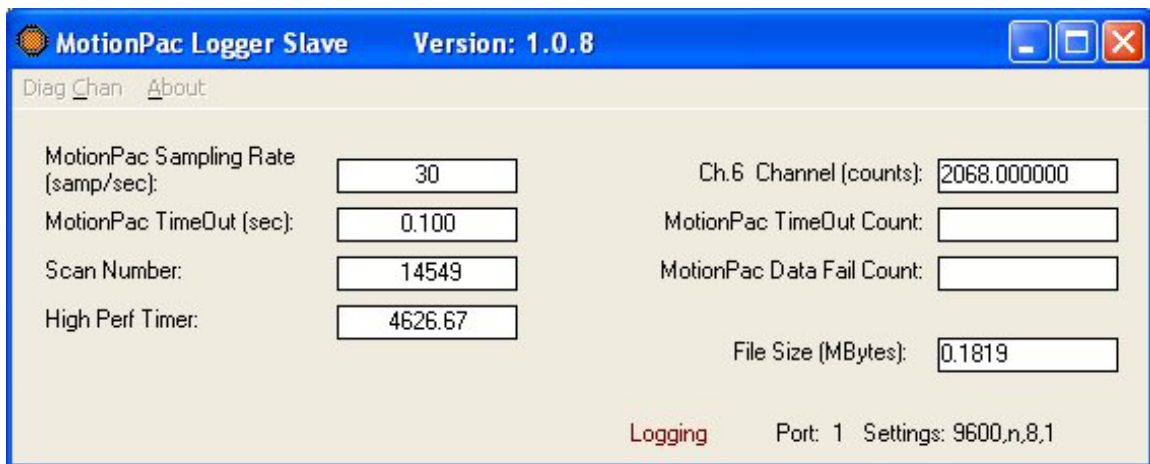 MotionPac Logger Slave Version: 1.0.8
Diag Chan About
MotionPac Sampling Rate
(samp/sec):
30
MotionPac TimeOut (sec):
0.100
Scan Number:
14549
High Perf Timer:
4626.67
Ch.6 Channel (counts):
2068.000000
MotionPac TimeOut Count:
MotionPac Data Fail Count:
File Size (MBytes):
0.1819
Logging Port: 1 Settings: 9600,n,8,1